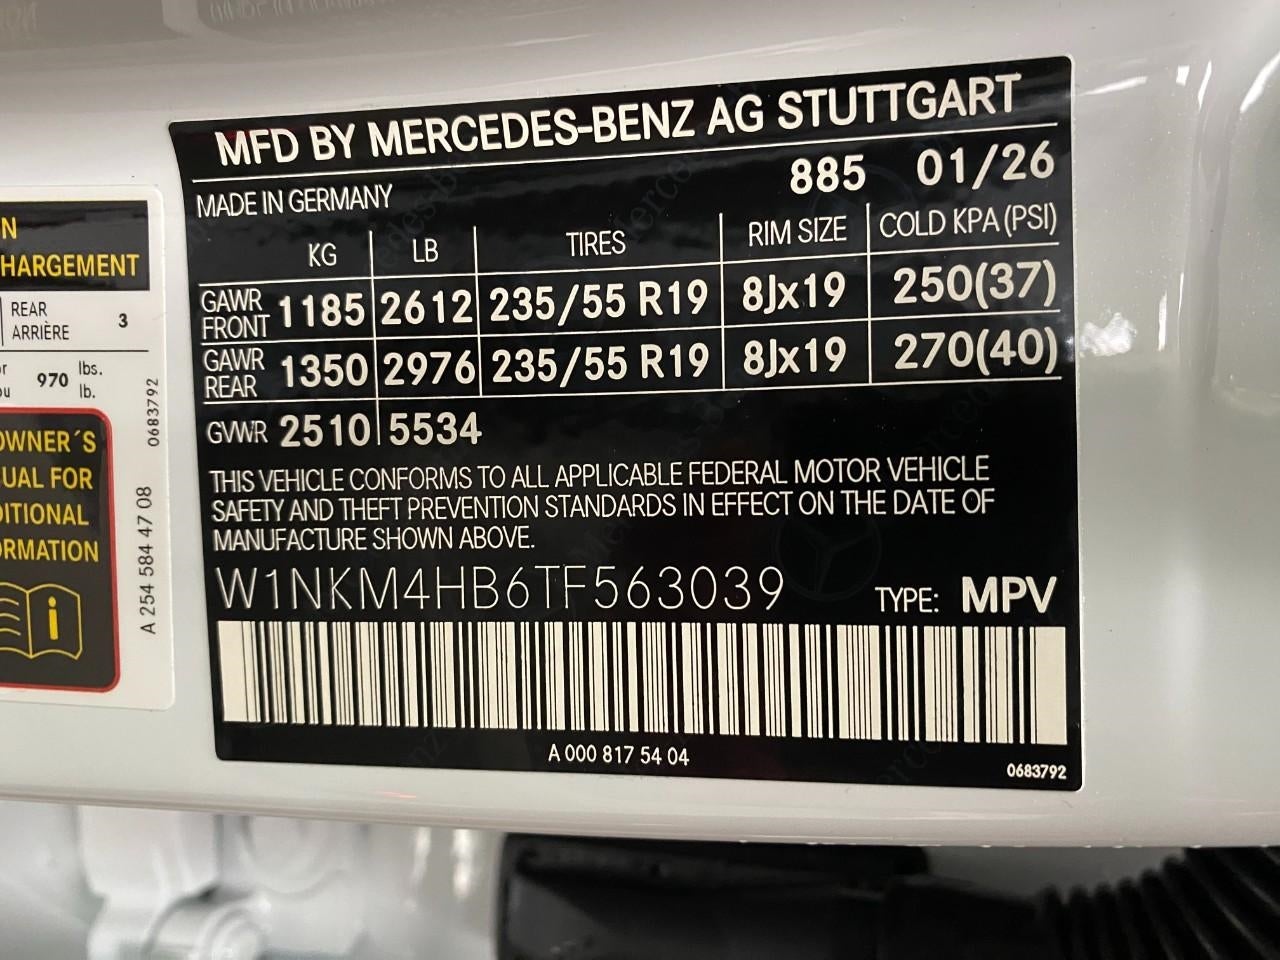 MFD BY MERCEDES-BENZ AG STUTTGART
MADE IN GERMANY 885 01/26
KG LB TIRES RIM SIZE COLD KPA(PSI)
GAWR FRONT 1185 2612 235/55 R19 8Jx19 250(37)
GAWR REAR 1350 2976 235/55 R19 8Jx19 270(40)
GVWR 2510 5534
THIS VEHICLE CONFORMS TO ALL APPLICABLE FEDERAL MOTOR VEHICLE
SAFETY AND THEFT PREVENTION STANDARDS IN EFFECT ON THE DATE OF
MANUFACTURE SHOWN ABOVE.
W1NKM4HB6TF563039 TYPE: MPV
A 000 817 54 04
0683792
N
HARGEMENT
REAR
ARRIÈRE 3
970 lbs.
lb.
OWNER´S
UAL FOR
DITIONAL
ORMATION
0683792
A 254 584 47 08